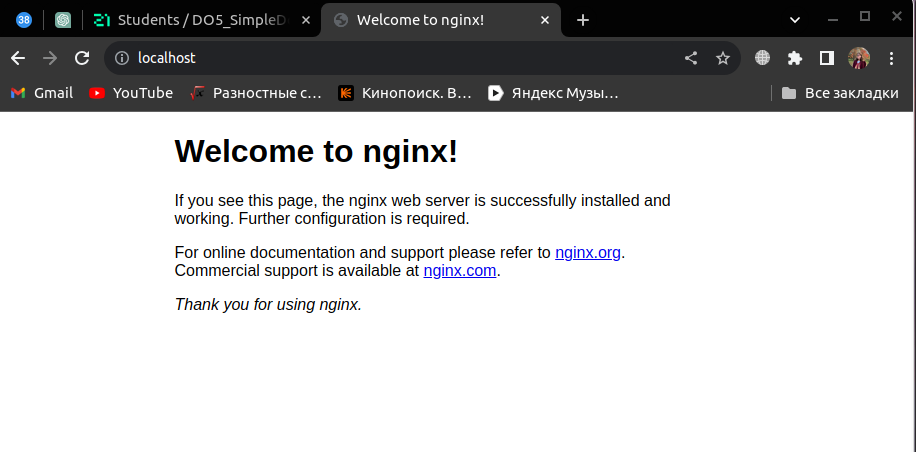 38
21 Students / DO5_SimpleD
Welcome to nginx!
localhost
Gmail
YouTube
Разностные с…
Кинопоиск. В…
Яндекс Музы…
Все закладки
Welcome to nginx!
If you see this page, the nginx web server is successfully installed and
working. Further configuration is required.
For online documentation and support please refer to nginx.org.
Commercial support is available at nginx.com.
Thank you for using nginx.